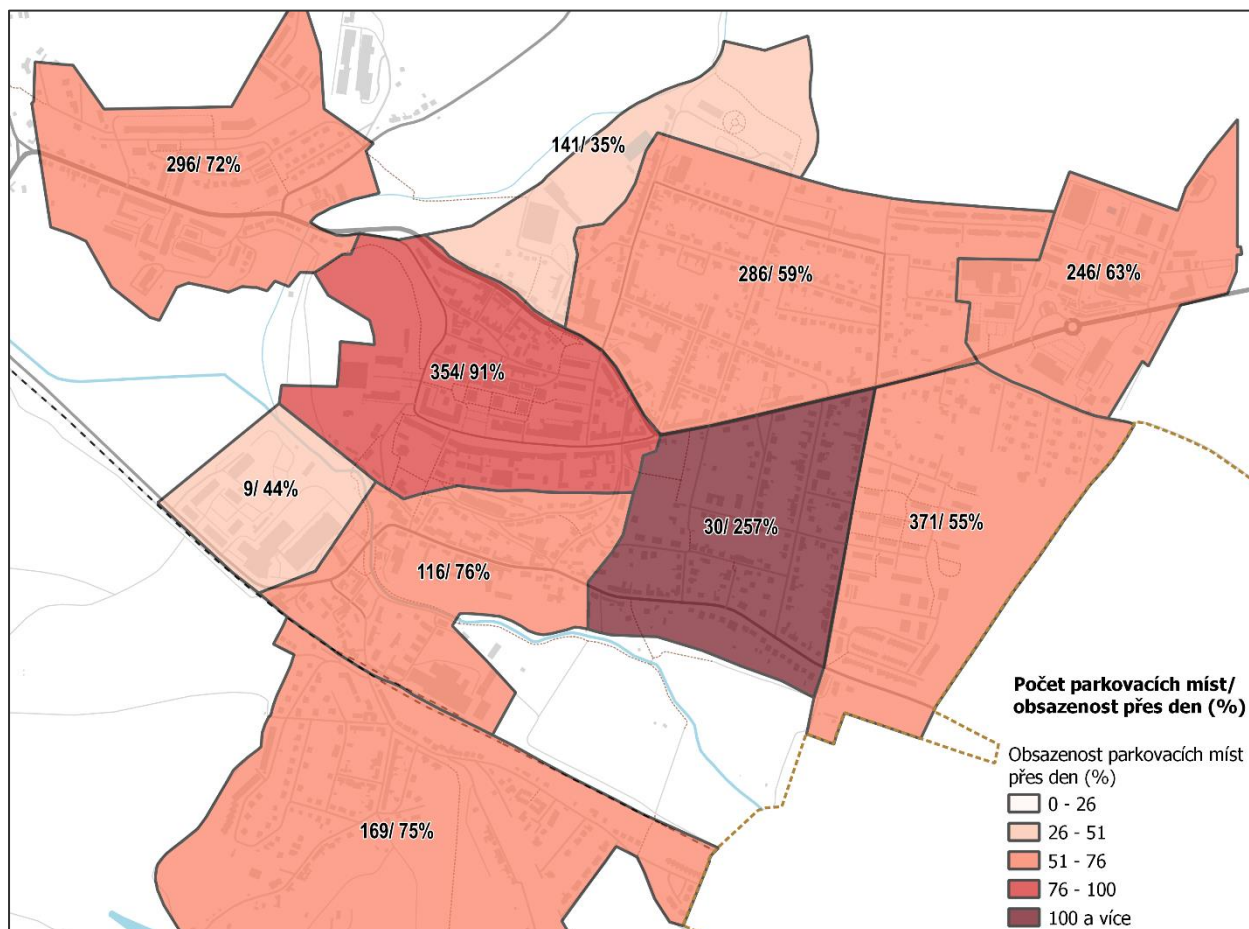 141/ 35%
296/ 72%
286/ 59%
246/ 63%
354/ 91%
9/ 44%
30/ 257%
371/ 55%
116/ 76%
169/ 75%
Počet parkovacích míst/
obsazenost přes den (%)
Obsazenost parkovacích míst
přes den (%)
0 - 26
26 - 51
51 - 76
76 - 100
100 a více